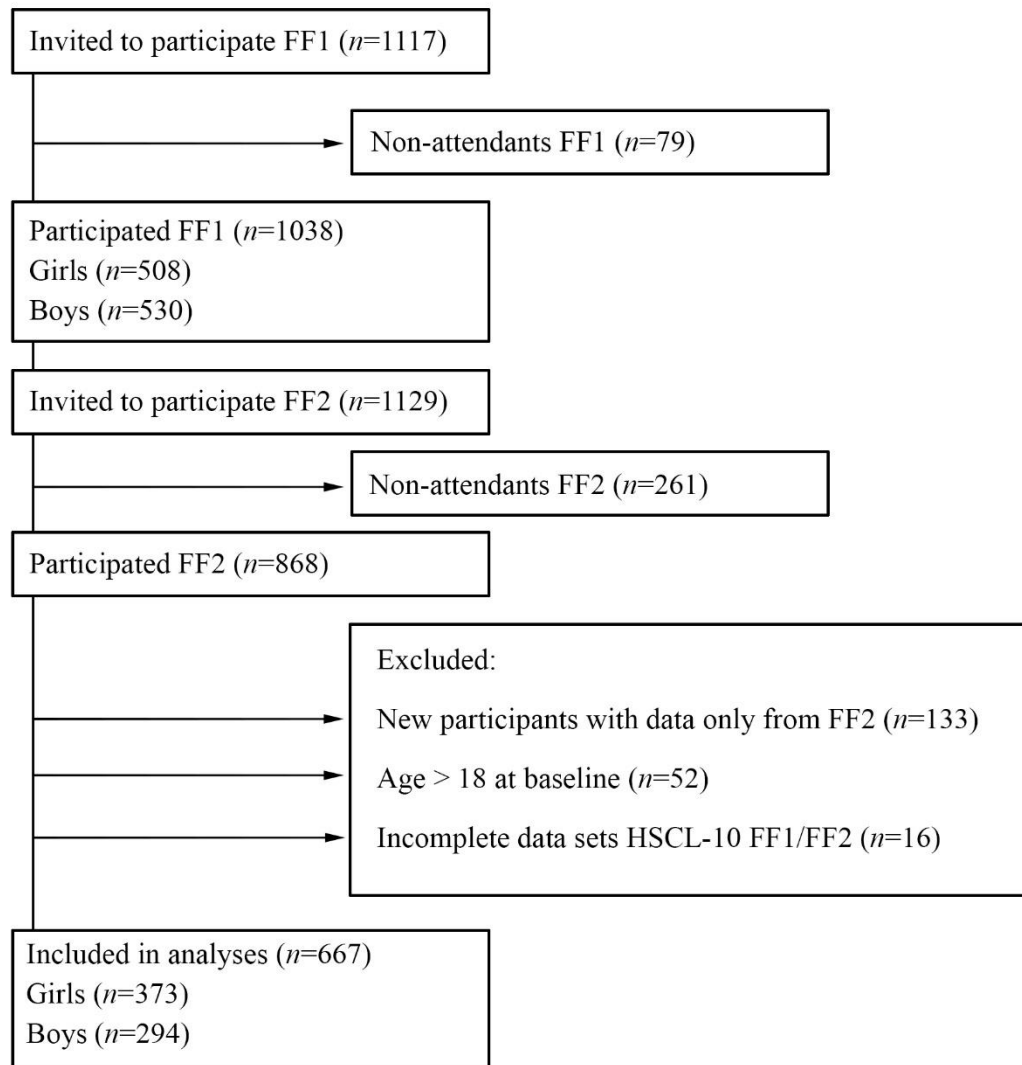 Invited to participate FF1 (n=1117)
Non-attendants FF1 (n=79)
Participated FF1 (n=1038)
Girls (n=508)
Boys (n=530)
Invited to participate FF2 (n=1129)
Non-attendants FF2 (n=261)
Participated FF2 (n=868)
Excluded:
New participants with data only from FF2 (n=133)
Age > 18 at baseline (n=52)
Incomplete data sets HSCL-10 FF1/FF2 (n=16)
Included in analyses (n=667)
Girls (n=373)
Boys (n=294)